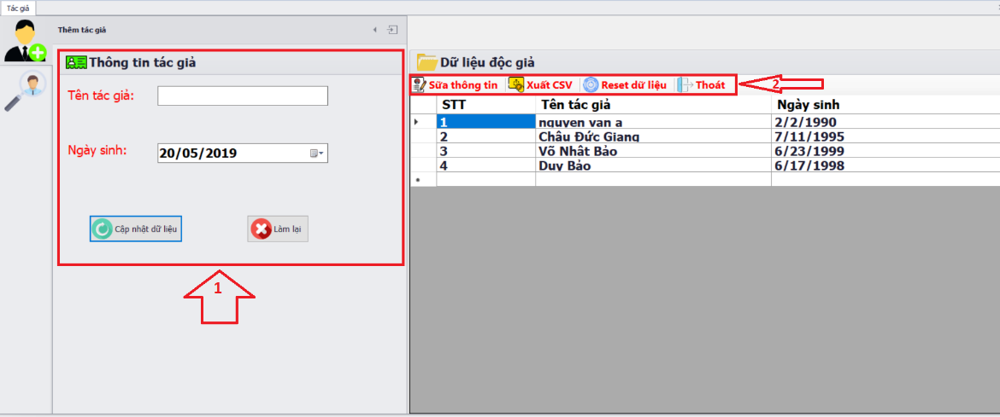 Tác giả
Thêm tác giả
Thông tin tác giả
Tên tác giả:
Ngày sinh:
20/05/2019
Cập nhật dữ liệu
Làm lại
1
Dữ liệu độc giả
Sữa thông tin
Xuất CSV
Reset dữ liệu
Thoát
2
STT Tên tác giả Ngày sinh
1 nguyen van a 2/2/1990
2 Châu Đức Giang 7/11/1995
3 Võ Nhât Bảo 6/23/1999
4 Duy Bảo 6/17/1998